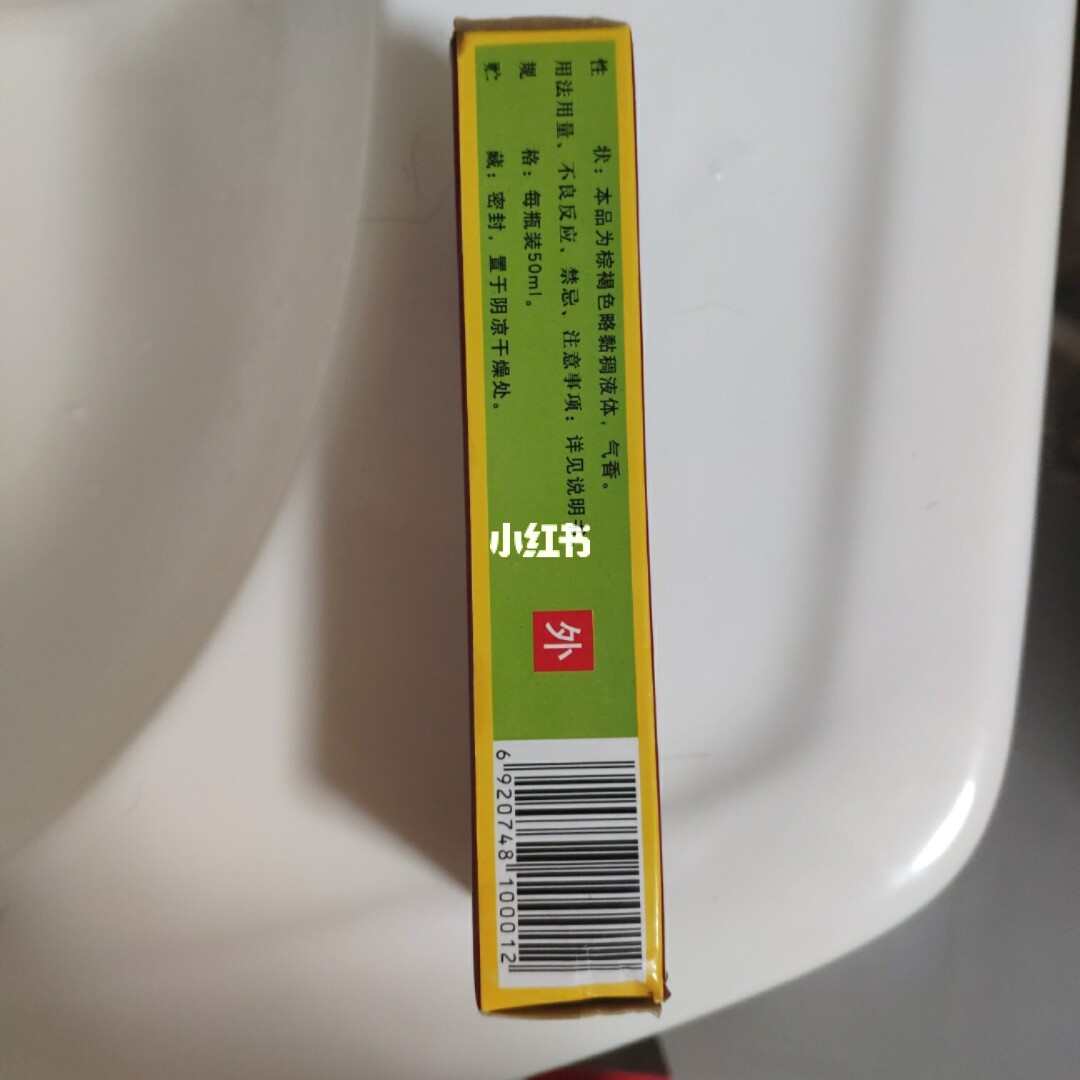 性 状：本品为棕褐色略黏稠液体，气香。
用法用量、不良反应、禁忌、注意事项：详见说明
规 格：每瓶装50ml。
贮 藏：密封，置于阴凉干燥处。
小红书
外
6 920748 100012